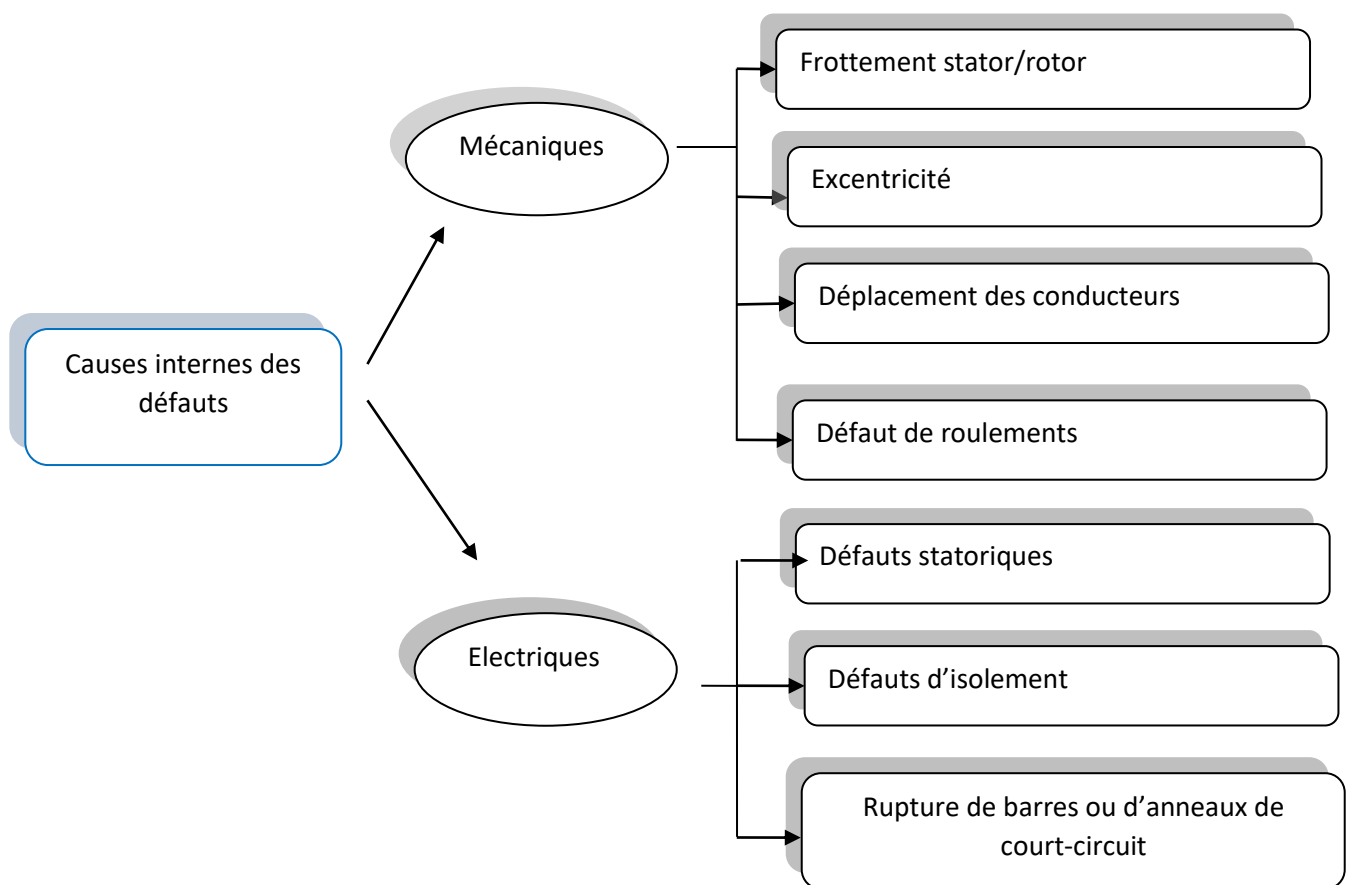 Frottement stator/rotor
Mécaniques
Excentricité
Déplacement des conducteurs
Causes internes des
défauts
Défaut de roulements
Défauts statoriques
Electriques
Défauts d’isolement
Rupture de barres ou d’anneaux de
court-circuit